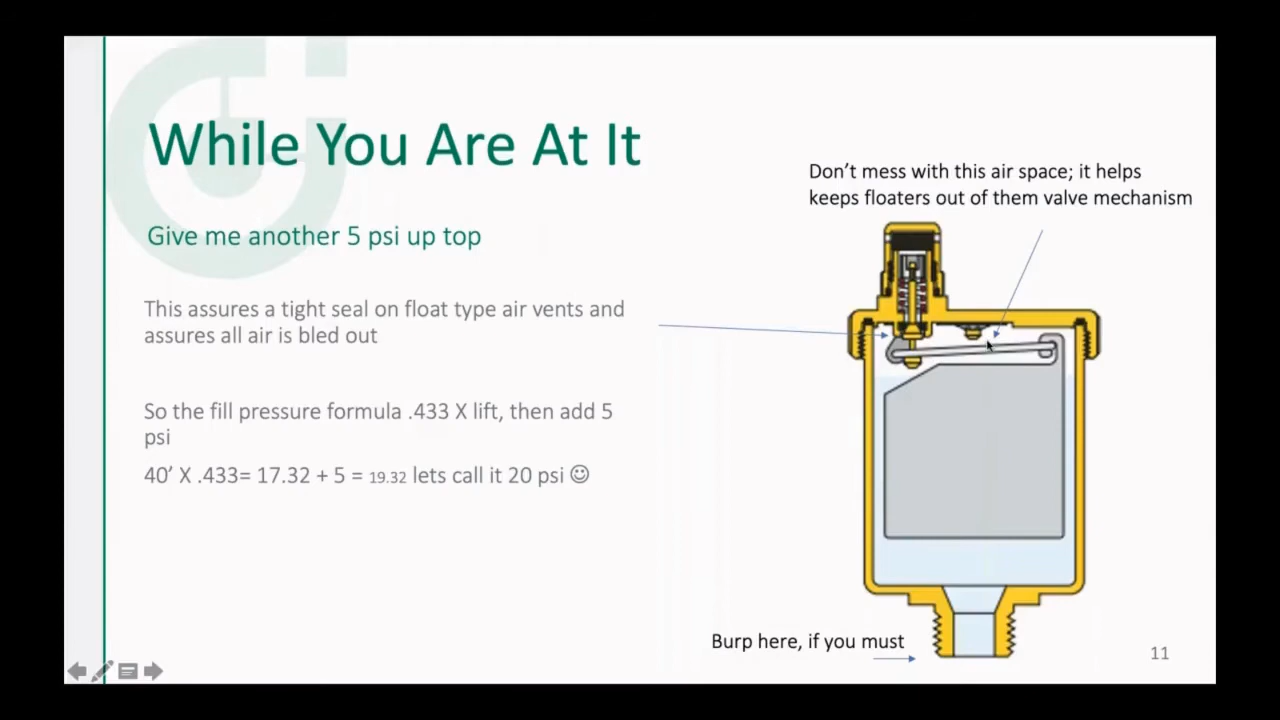 While You Are At It
Don't mess with this air space; it helps
keeps floaters out of them valve mechanism
Give me another 5 psi up top
This assures a tight seal on float type air vents and
assures all air is bled out
So the fill pressure formula .433 X lift, then add 5
psi
40’ X .433= 17.32 + 5 = 19.32 lets call it 20 psi ☺
Burp here, if you must
11